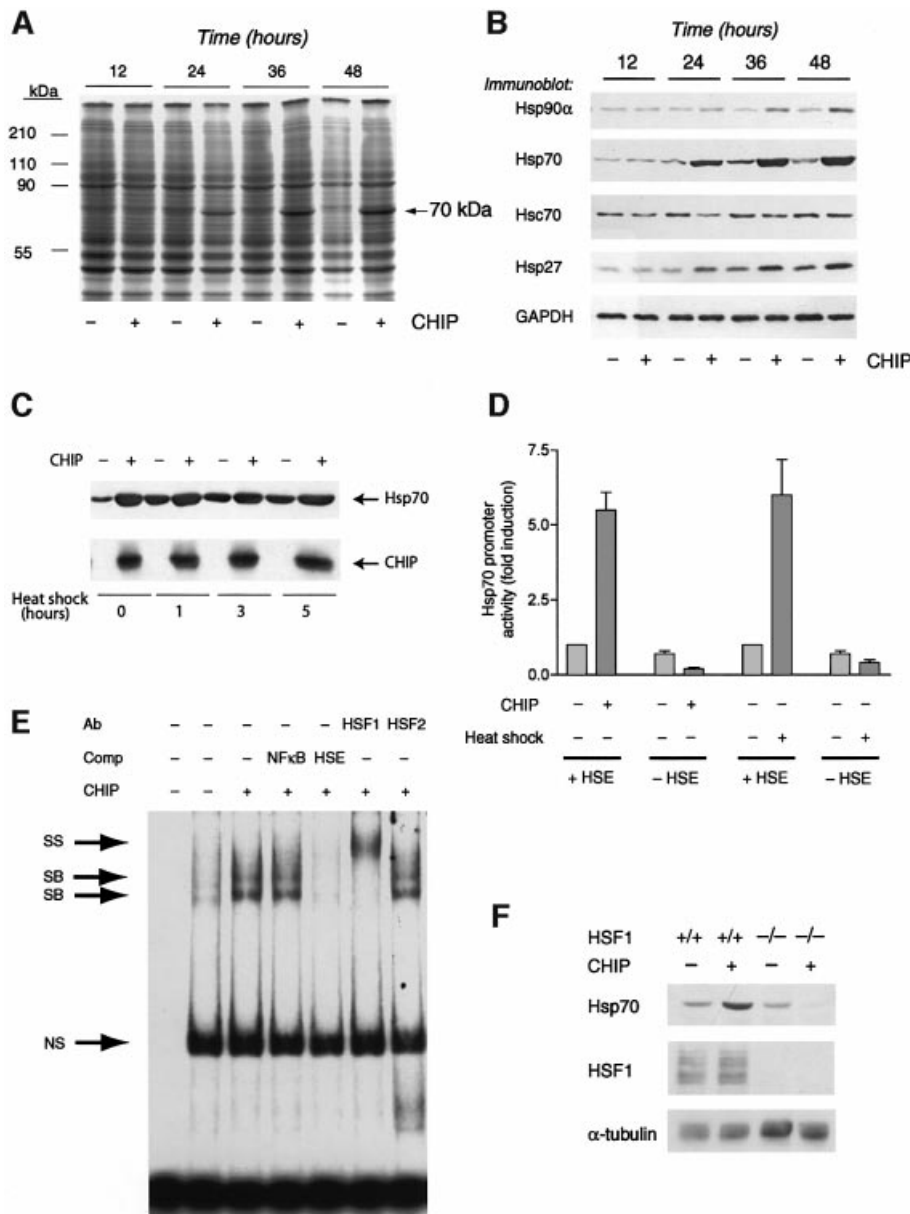 A
Time (hours)
12 24 36 48
kDa
210
110
90
55
70 kDa
– + – + – + – + CHIP
B
Time (hours)
12 24 36 48
Immunoblot:
Hsp90α
Hsp70
Hsc70
Hsp27
GAPDH
– + – + – + – + CHIP
C
CHIP – + – + – + – +
Hsp70
CHIP
Heat shock (hours) 0 1 3 5
D
Hsp70 promoter
activity (fold induction)
7.5
5.0
2.5
0.0
CHIP – + – + – – – –
Heat shock – – – – – + – +
+ HSE – HSE + HSE – HSE
E
Ab – – – – – HSF1 HSF2
Comp – – – NFκB HSE – –
CHIP – – + + + + +
SS
SB
SB
NS
F
HSF1 +/+ +/+ –/– –/–
CHIP – + – +
Hsp70
HSF1
α-tubulin